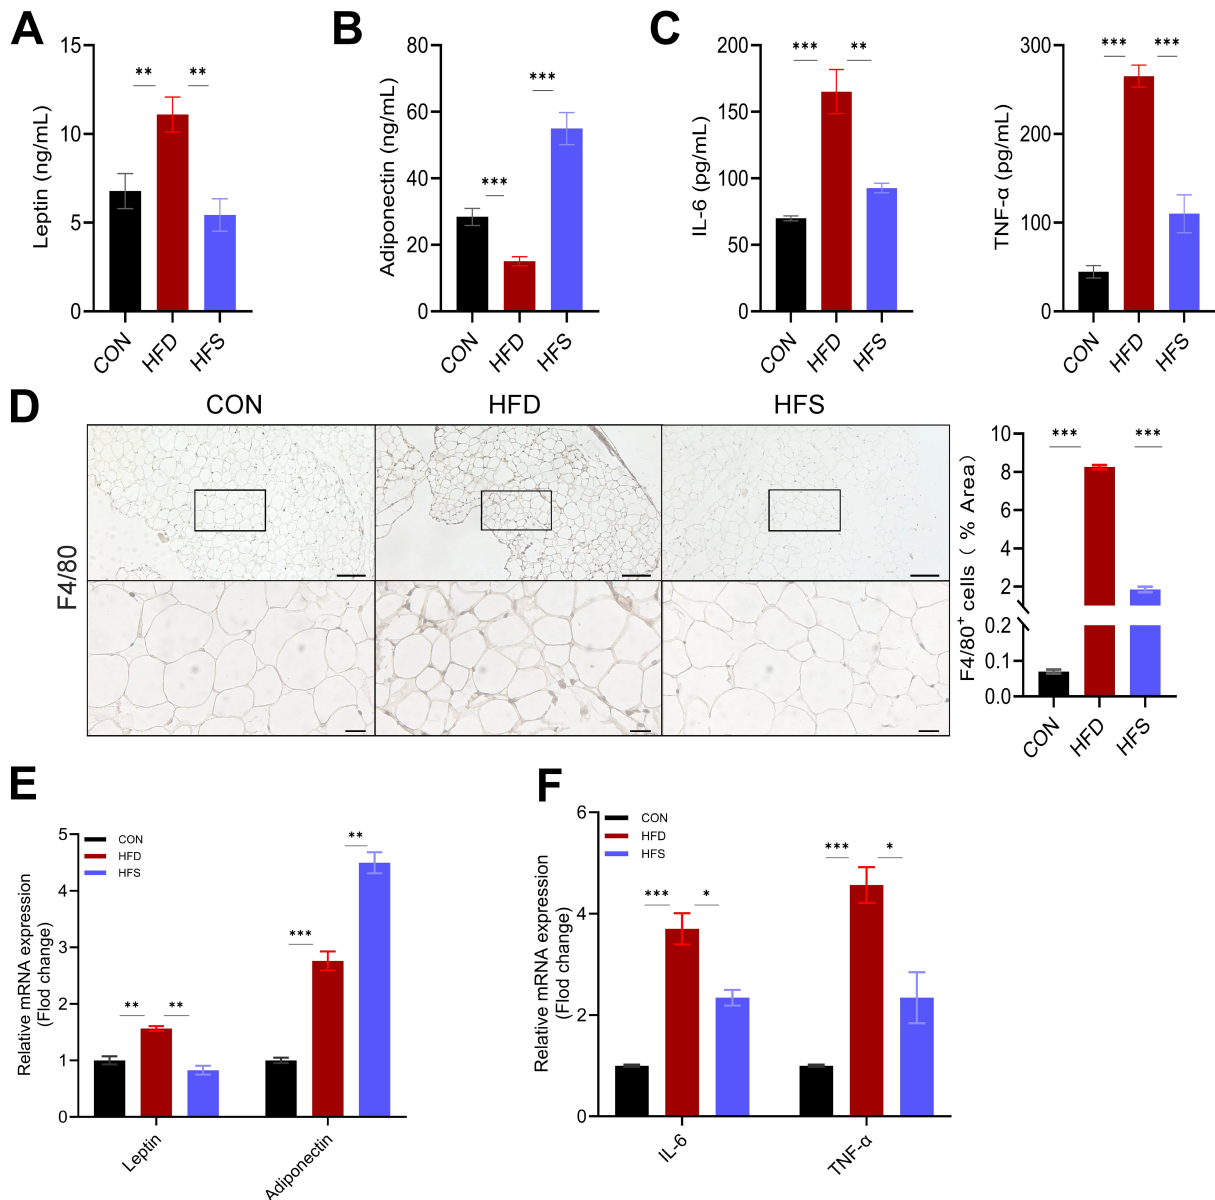 A
15
10
5
0
Leptin (ng/mL)
** **
CON HFD HFS
B
80
60
40
20
0
Adiponectin (ng/mL)
*** ***
CON HFD HFS
C
200
150
100
50
0
IL-6 (pg/mL)
*** **
CON HFD HFS
300
200
100
0
TNF-α (pg/mL)
*** ***
CON HFD HFS
D
CON HFD HFS
F4/80
10
8
6
4
2
0.2
0.1
0.0
F4/80+ cells ( % Area)
*** ***
CON HFD HFS
E
5
4
3
2
1
0
Relative mRNA expression
(Flod change)
CON
HFD
HFS
** ** *** **
Leptin Adiponectin
F
6
4
2
0
Relative mRNA expression
(Flod change)
CON
HFD
HFS
*** * *** *
IL-6 TNF-α